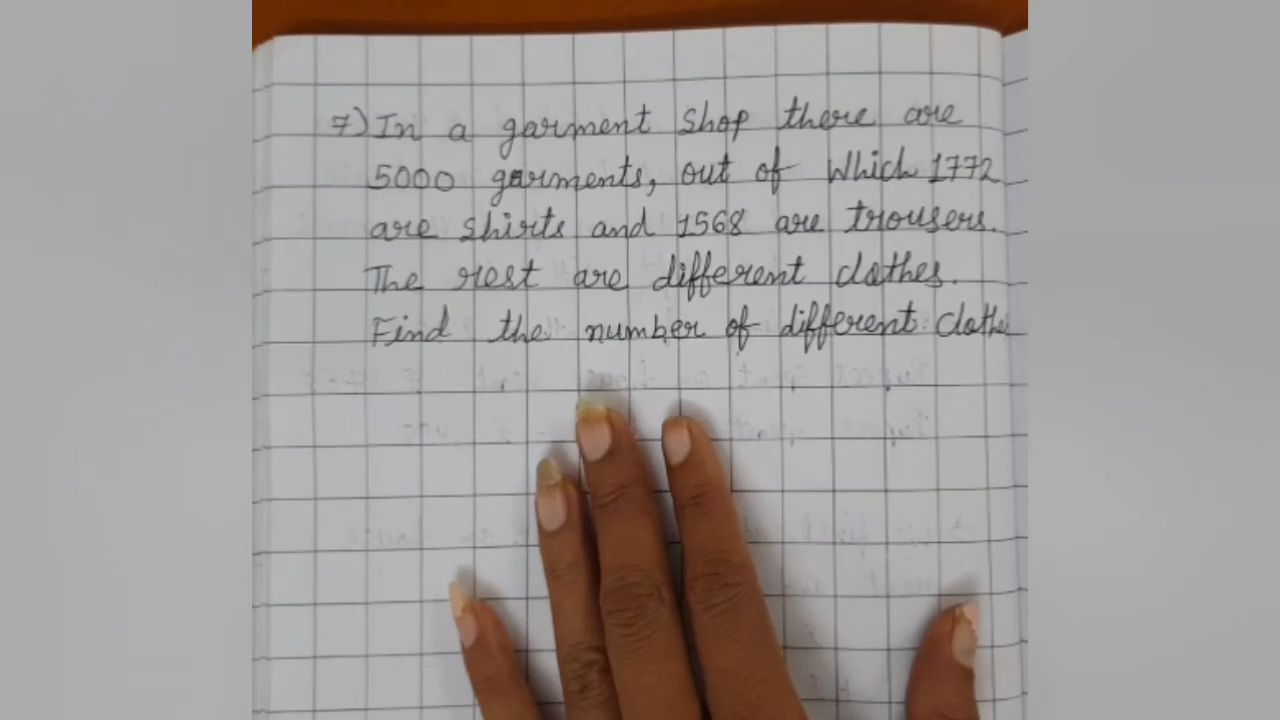 7) In a garment shop there are
5000 garments, out of Which 1772
are shirts and 1568 are trousers.
The rest are different clothes.
Find the number of different clothe